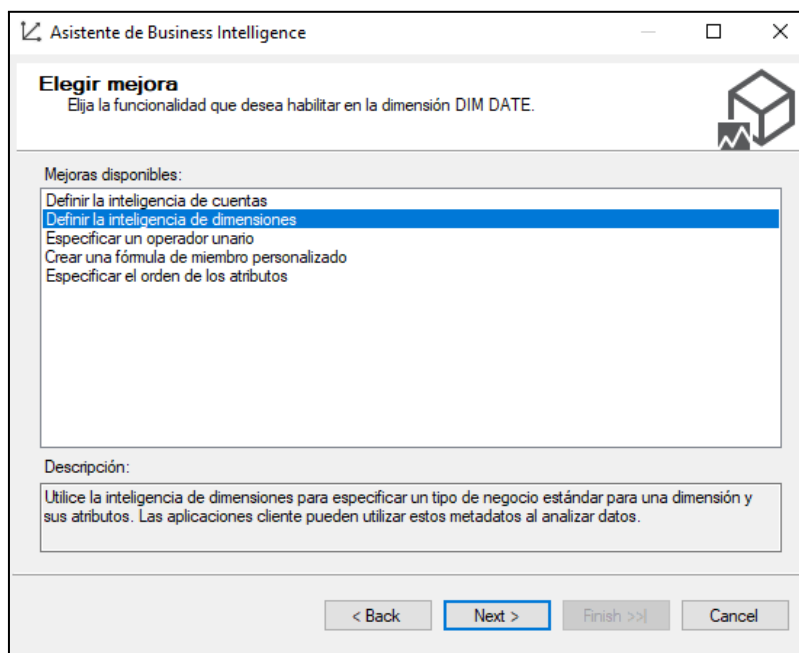 Asistente de Business Intelligence
Elegir mejora
Elija la funcionalidad que desea habilitar en la dimensión DIM DATE.
Mejoras disponibles:
Definir la inteligencia de cuentas
Definir la inteligencia de dimensiones
Especificar un operador unario
Crear una fórmula de miembro personalizado
Especificar el orden de los atributos
Descripción:
Utilice la inteligencia de dimensiones para especificar un tipo de negocio estándar para una dimensión y
sus atributos. Las aplicaciones cliente pueden utilizar estos metadatos al analizar datos.
< Back Next > Finish >>| Cancel